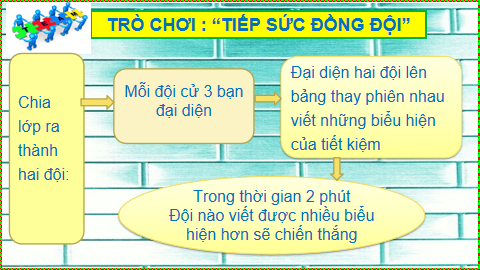 TRÒ CHƠI : “TIẾP SỨC ĐỒNG ĐỘI”
Chia
lớp ra
thành
hai đội:
Mỗi đội cử 3 bạn
đại diện
Đại diện hai đội lên
bảng thay phiên nhau
viết những biểu hiện
của tiết kiệm
Trong thời gian 2 phút
Đội nào viết được nhiều biểu
hiện hơn sẽ chiến thắng